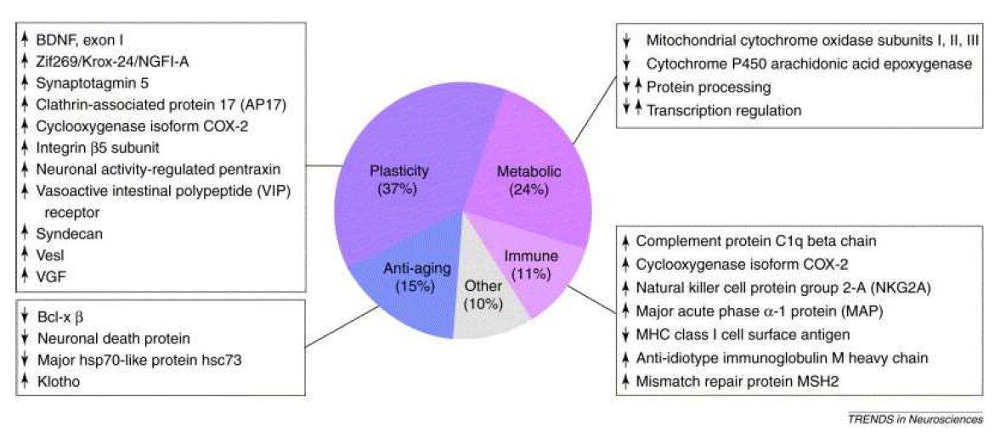 ↑ BDNF, exon I
↑ Zif269/Krox-24/NGFI-A
↑ Synaptotagmin 5
↑ Clathrin-associated protein 17 (AP17)
↑ Cyclooxygenase isoform COX-2
↑ Integrin β5 subunit
↑ Neuronal activity-regulated pentraxin
↑ Vasoactive intestinal polypeptide (VIP)
receptor
↑ Syndecan
↑ Vesl
↑ VGF
↓ Bcl-x β
↓ Neuronal death protein
↓ Major hsp70-like protein hsc73
↑ Klotho
Plasticity
(37%)
Metabolic
(24%)
Anti-aging
(15%)
Other
(10%)
Immune
(11%)
↓ Mitochondrial cytochrome oxidase subunits I, II, III
↓ Cytochrome P450 arachidonic acid epoxygenase
↓↑ Protein processing
↓↑ Transcription regulation
↑ Complement protein C1q beta chain
↑ Cyclooxygenase isoform COX-2
↑ Natural killer cell protein group 2-A (NKG2A)
↑ Major acute phase α-1 protein (MAP)
↓ MHC class I cell surface antigen
↑ Anti-idiotype immunoglobulin M heavy chain
↑ Mismatch repair protein MSH2
TRENDS in Neurosciences